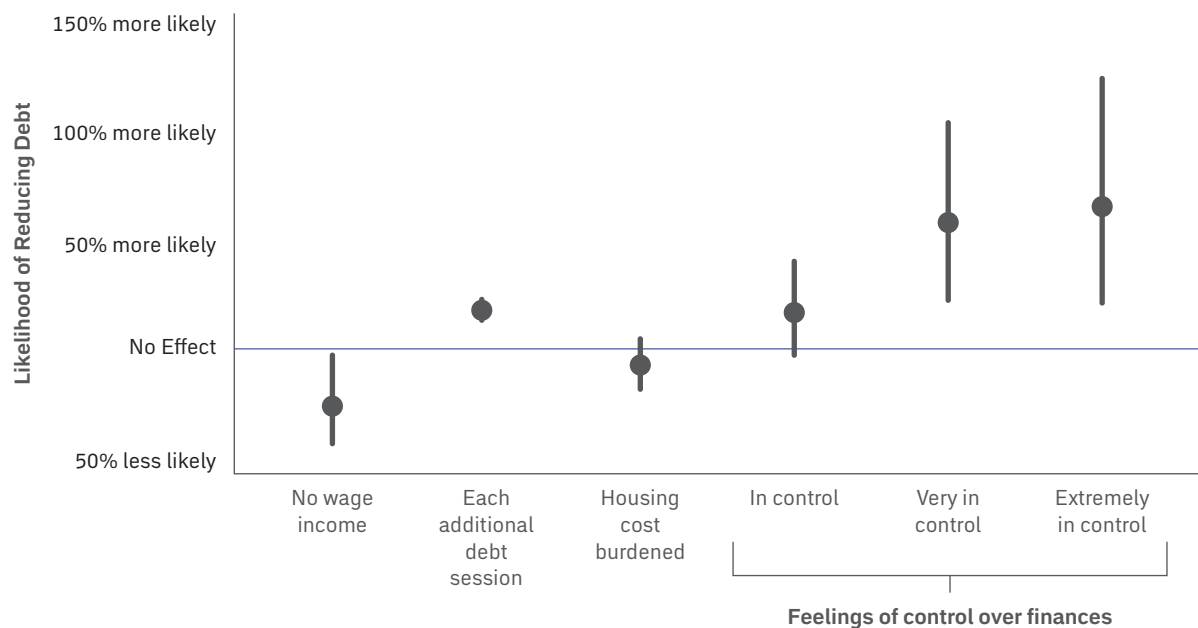 150% more likely
100% more likely
50% more likely
No Effect
50% less likely
Likelihood of Reducing Debt
No wage
income
Each
additional
debt
session
Housing
cost
burdened
In control
Very in
control
Extremely
in control
Feelings of control over finances